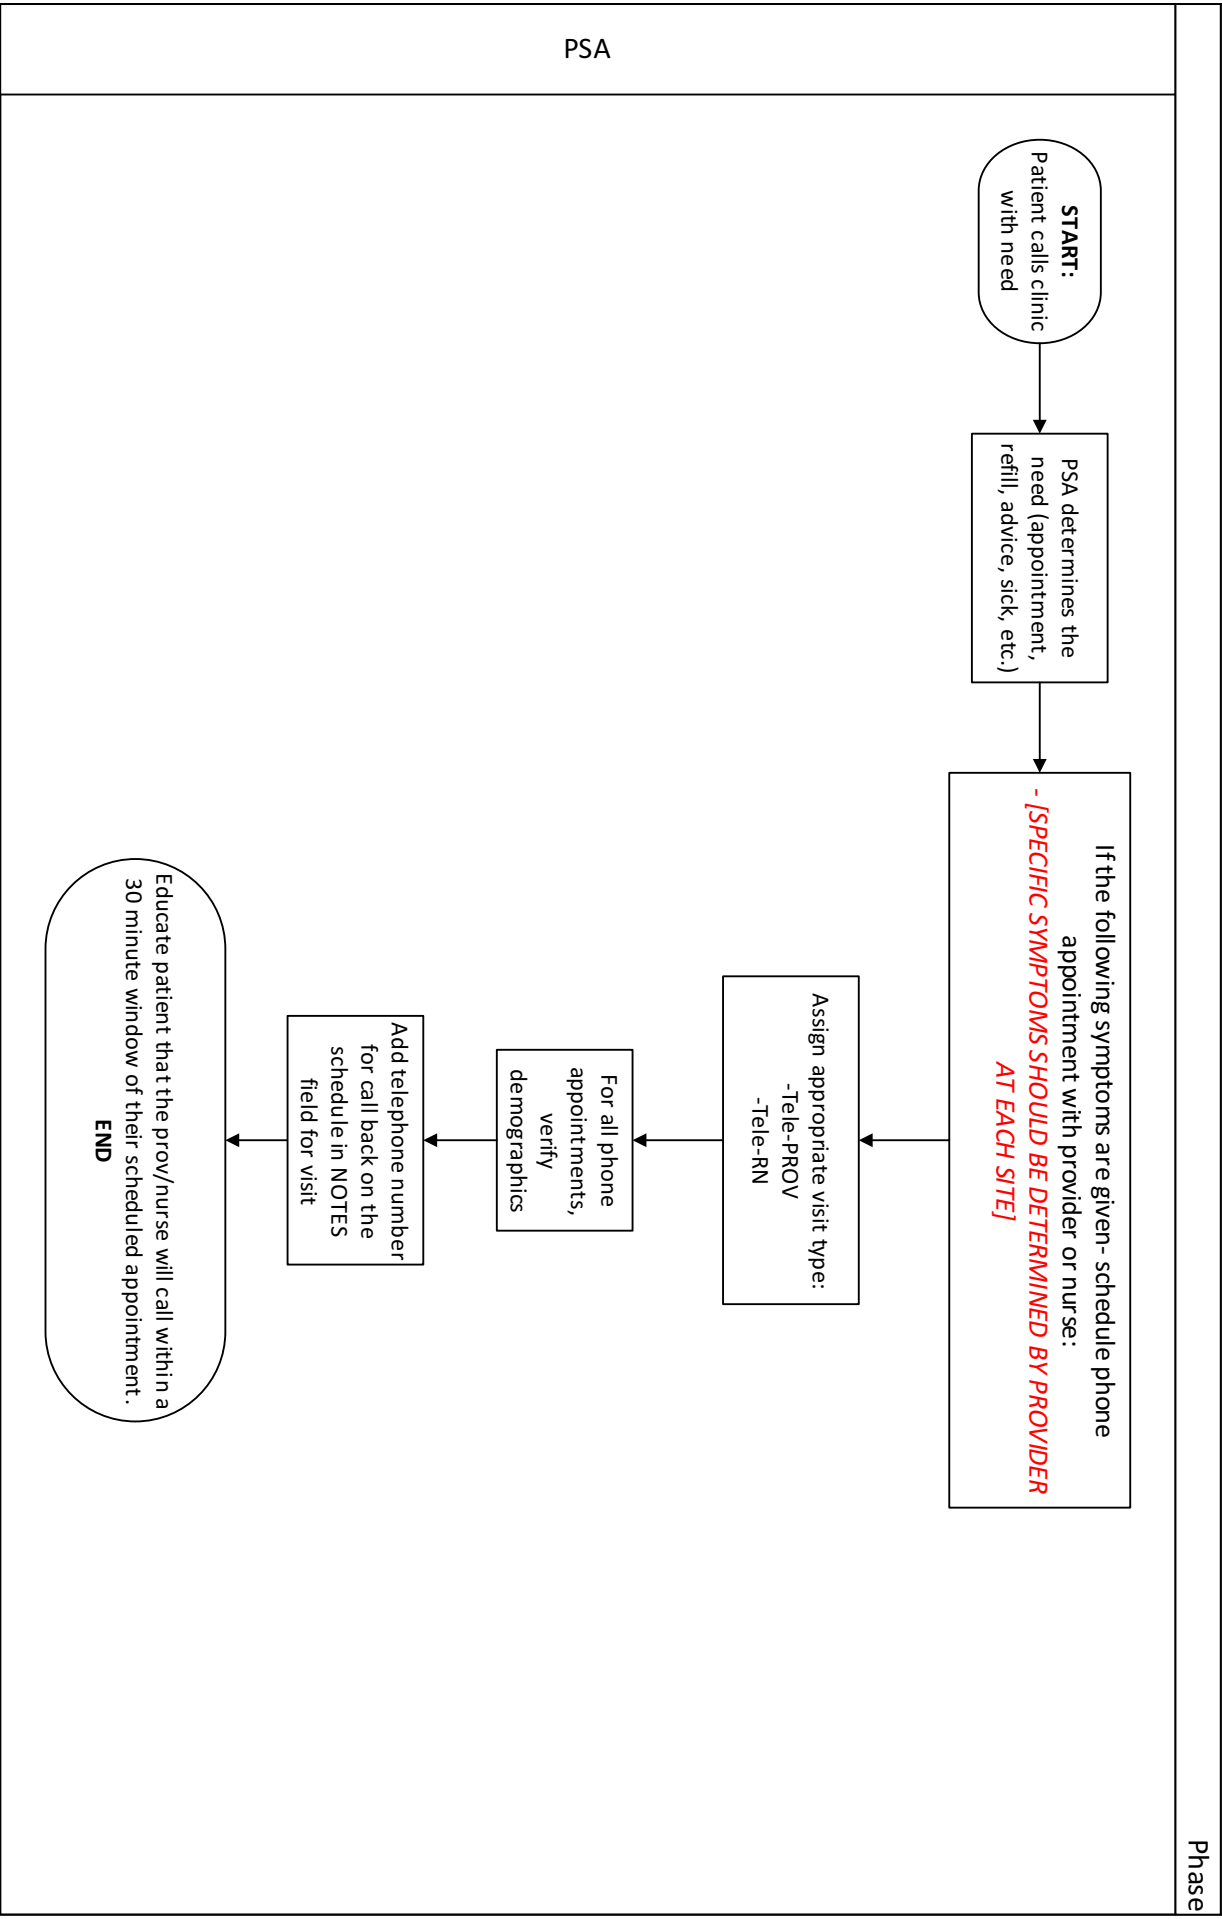 Phase
PSA
START:
Patient calls clinic
with need
PSA determines the
need (appointment,
refill, advice, sick, etc.)
If the following symptoms are given- schedule phone
appointment with provider or nurse:
- [SPECIFIC SYMPTOMS SHOULD BE DETERMINED BY PROVIDER
AT EACH SITE]
Assign appropriate visit type:
-Tele-PROV
-Tele-RN
For all phone
appointments,
verify
demographics
Add telephone number
for call back on the
schedule in NOTES
field for visit
Educate patient that the prov/nurse will call within a
30 minute window of their scheduled appointment.
END